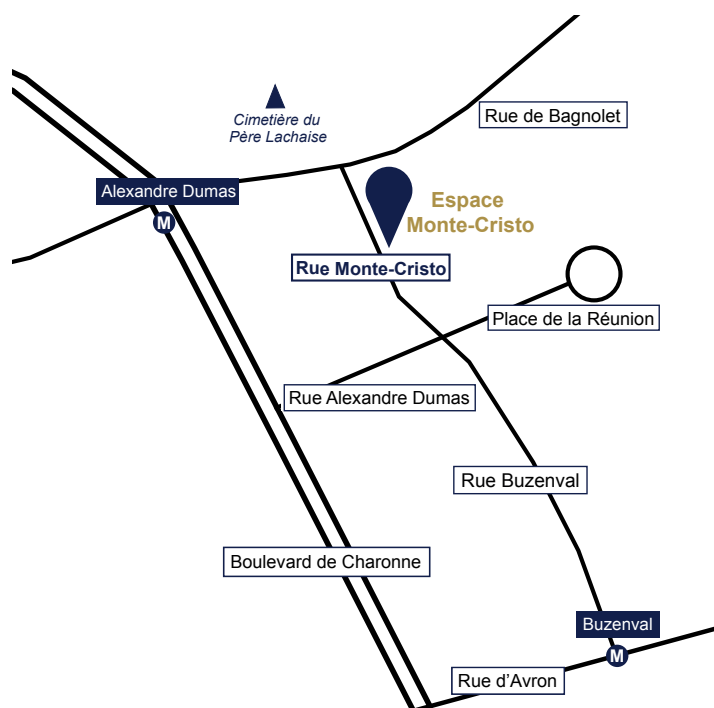 Rue de Bagnolet
Cimetière du
Père Lachaise
Alexandre Dumas
M
Espace
Monte-Cristo
Rue Monte-Cristo
Place de la Réunion
Rue Alexandre Dumas
Rue Buzenval
Boulevard de Charonne
Buzenval
M
Rue d’Avron